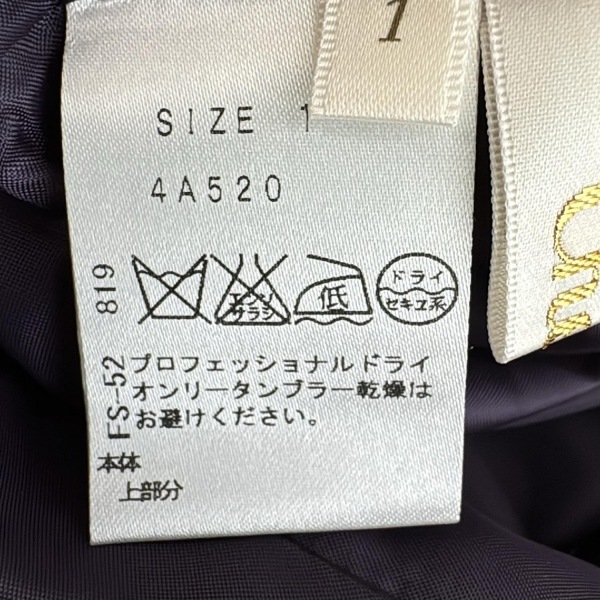 1
SIZE 1
4A520
819
エンソ
サラシ
低
ドライ
セキユ系
FS-52
プロフェッショナルドライ
オンリータンブラー乾燥は
お避けください。
本体
上部分